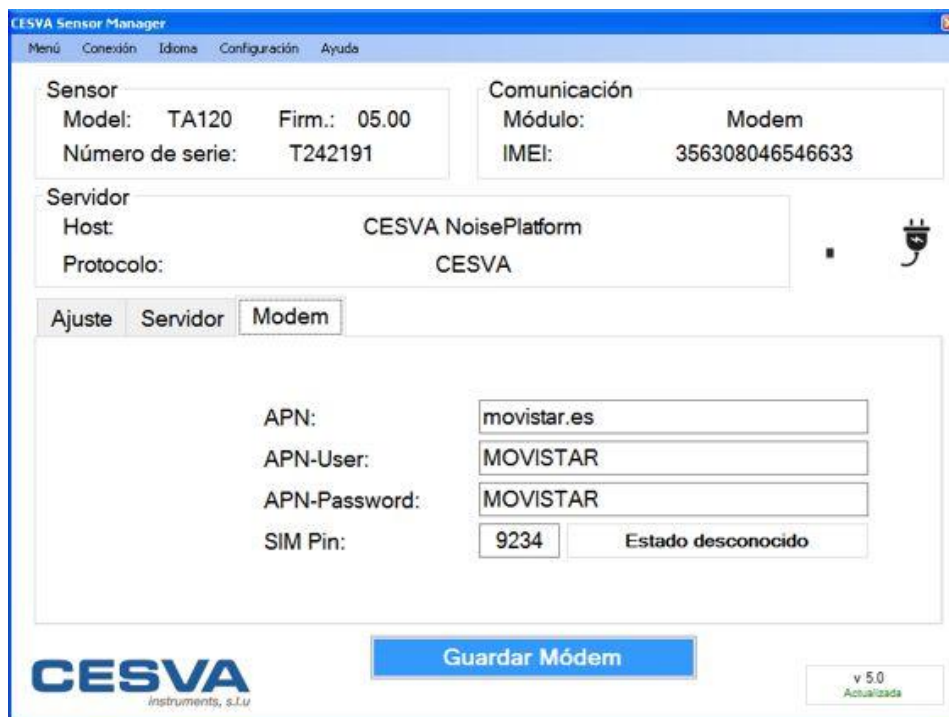 CESVA Sensor Manager
Menú Conexión Idioma Configuración Ayuda
Sensor
Model: TA120 Firm.: 05.00
Número de serie: T242191
Comunicación
Módulo: Modem
IMEI: 356308046546633
Servidor
Host: CESVA NoisePlatform
Protocolo: CESVA
Ajuste Servidor Modem
APN: movistar.es
APN-User: MOVISTAR
APN-Password: MOVISTAR
SIM Pin: 9234 Estado desconocido
Guardar Módem
CESVA
instruments, s.l.u
v 5.0
Actualizada